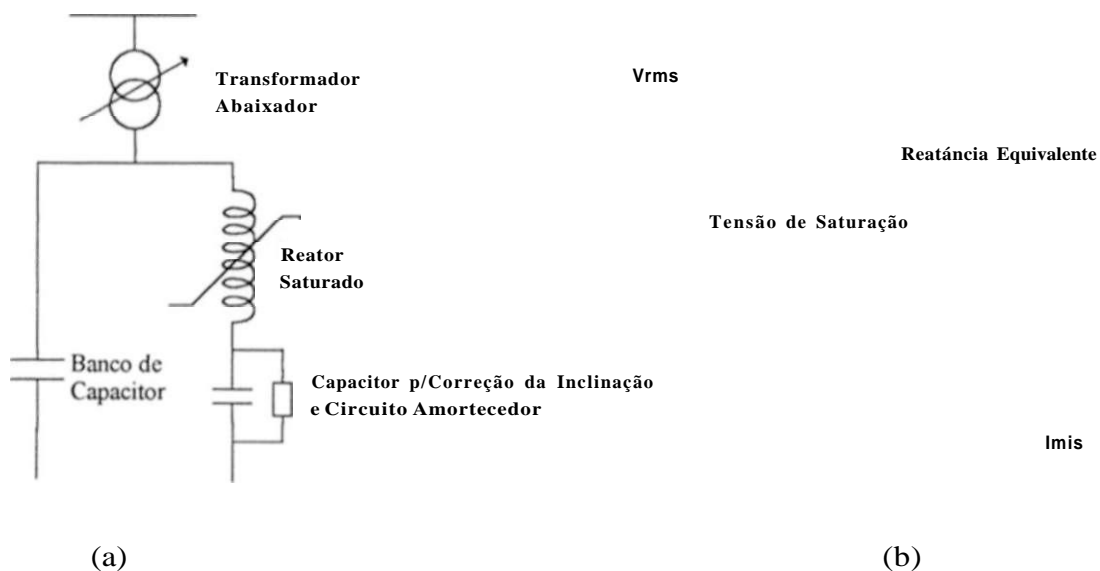 Transformador
Abaixador
Reator
Saturado
Banco de
Capacitor
Capacitor p/Correção da Inclinação
e Circuito Amortecedor
(a)
Vrms
Reatáncia Equivalente
Tensão de Saturação
Imis
(b)